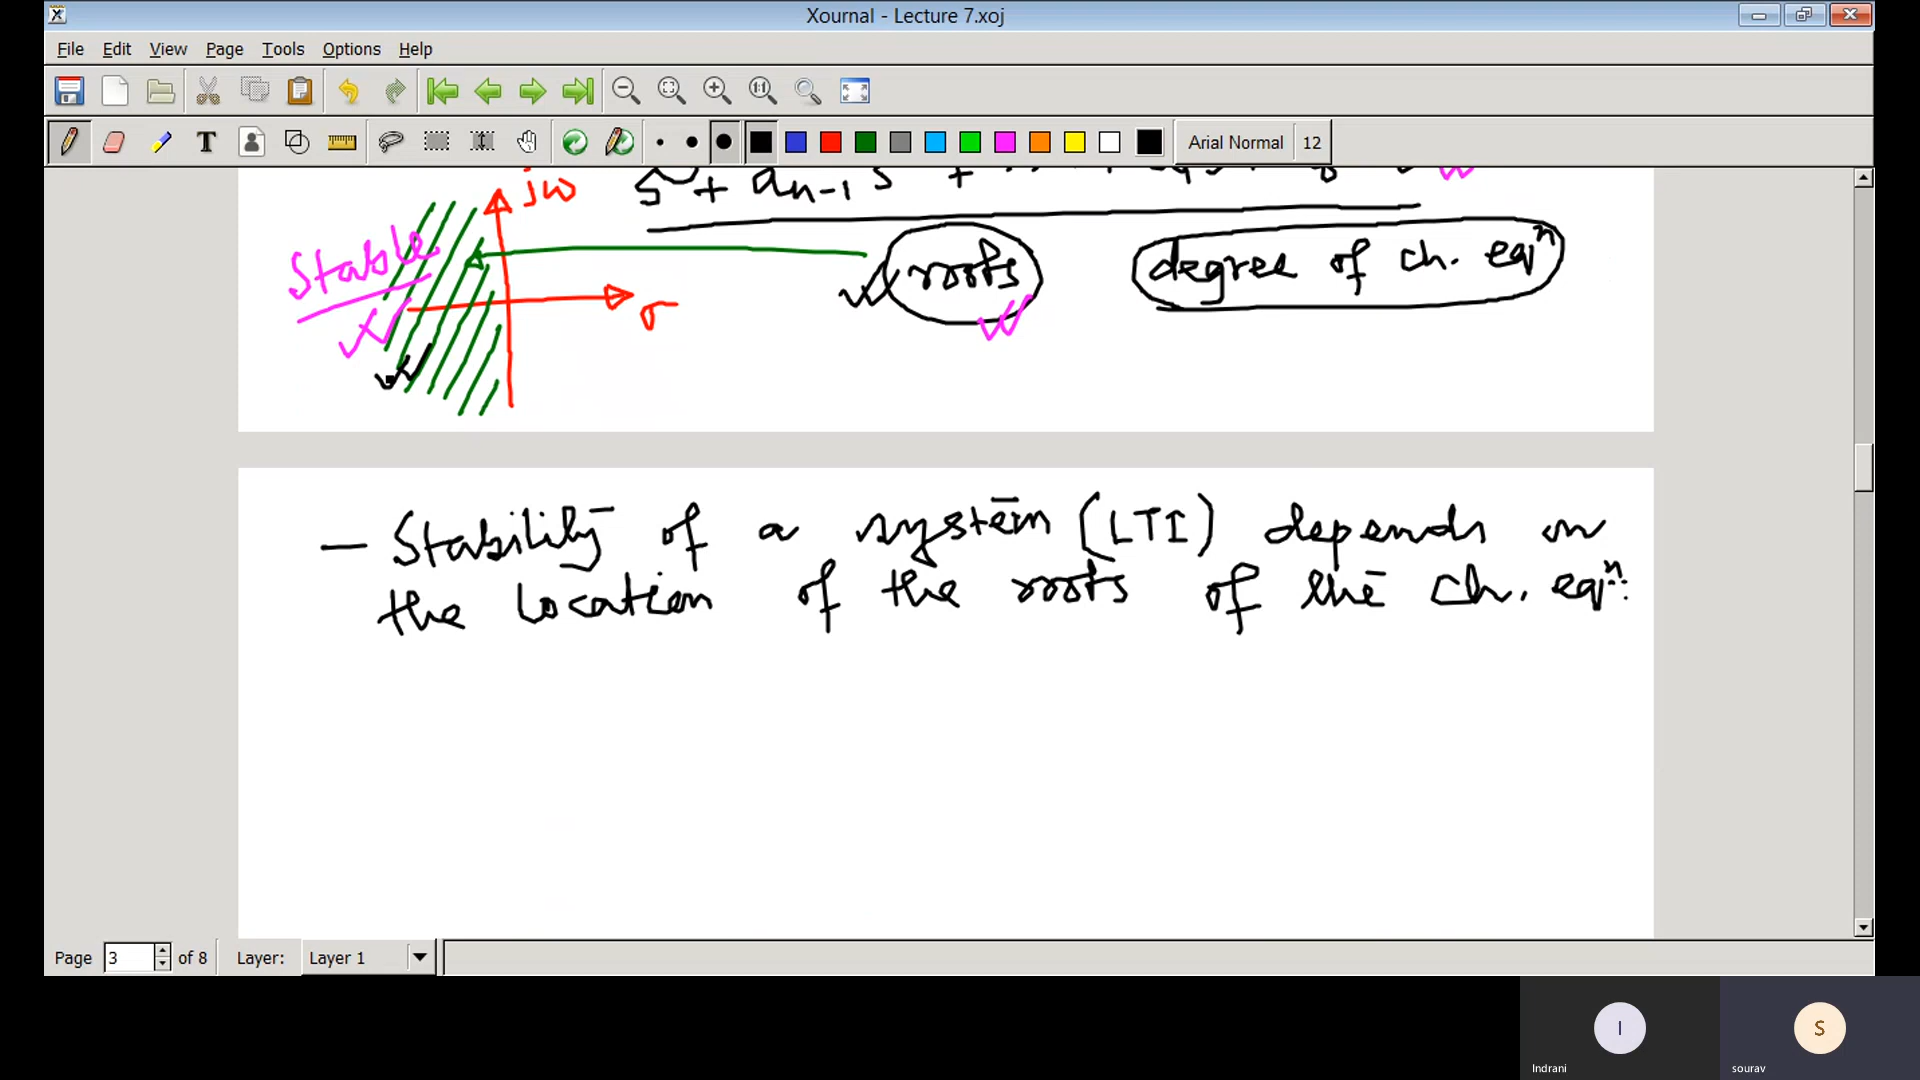 Xournal - Lecture 7.xoj
File Edit View Page Tools Options Help
Arial Normal 12
jω
Stable
σ
roots
degree of ch. eqⁿ
— Stability of a system (LTI) depends on
the location of the roots of the ch. eqⁿ.
Page 3 of 8 Layer: Layer 1
I
S
Indrani
sourav